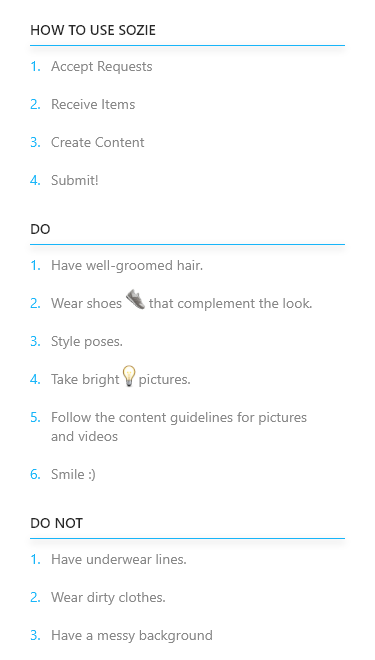 HOW TO USE SOZIE
1. Accept Requests
2. Receive Items
3. Create Content
4. Submit!
DO
1. Have well-groomed hair.
2. Wear shoes 👟 that complement the look.
3. Style poses.
4. Take bright 💡 pictures.
5. Follow the content guidelines for pictures
and videos
6. Smile :)
DO NOT
1. Have underwear lines.
2. Wear dirty clothes.
3. Have a messy background